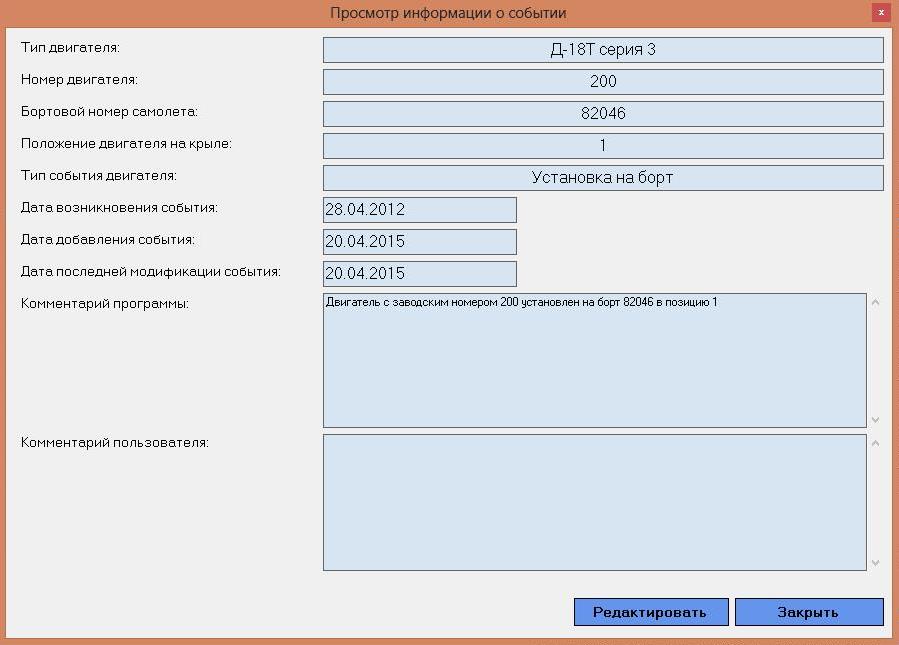 Просмотр информации о событии
x
Тип двигателя:
Д-18Т серия 3
Номер двигателя:
200
Бортовой номер самолета:
82046
Положение двигателя на крыле:
1
Тип события двигателя:
Установка на борт
Дата возникновения события:
28.04.2012
Дата добавления события:
20.04.2015
Дата последней модификации события:
20.04.2015
Комментарий программы:
Двигатель с заводским номером 200 установлен на борт 82046 в позицию 1
Комментарий пользователя:
Редактировать
Закрыть